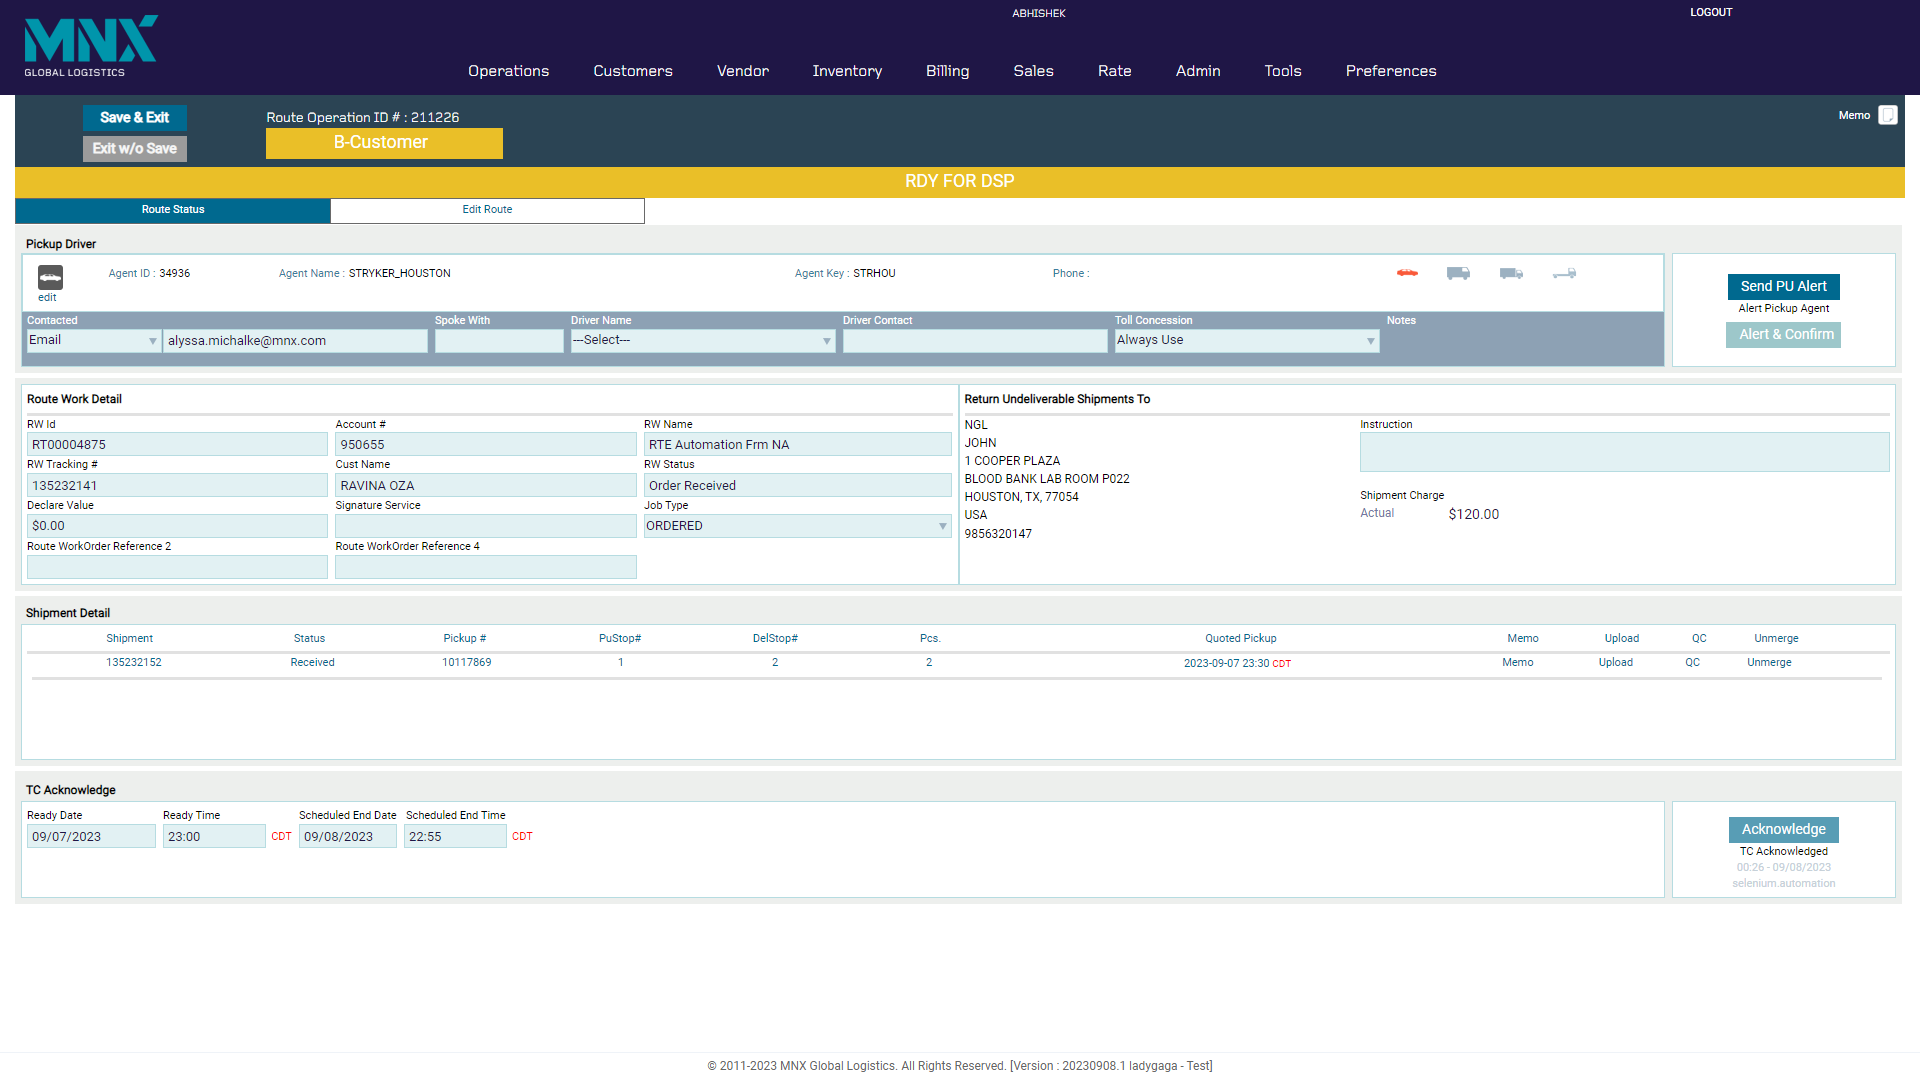 MNX
GLOBAL LOGISTICS
ABHISHEK
LOGOUT
Operations Customers Vendor Inventory Billing Sales Rate Admin Tools Preferences
Save & Exit
Exit w/o Save
Route Operation ID # : 211226
B-Customer
Memo
RDY FOR DSP
Route Status Edit Route
Pickup Driver
edit
Agent ID : 34936 Agent Name : STRYKER_HOUSTON Agent Key : STRHOU Phone :
Contacted Spoke With Driver Name Driver Contact Toll Concession Notes
Email alyssa.michalke@mnx.com ---Select--- Always Use
Send PU Alert
Alert Pickup Agent
Alert & Confirm
Route Work Detail
RW Id Account # RW Name
RT00004875 950655 RTE Automation Frm NA
RW Tracking # Cust Name RW Status
135232141 RAVINA OZA Order Received
Declare Value Signature Service Job Type
$0.00 ORDERED
Route WorkOrder Reference 2 Route WorkOrder Reference 4
Return Undeliverable Shipments To
NGL
JOHN
1 COOPER PLAZA
BLOOD BANK LAB ROOM P022
HOUSTON, TX, 77054
USA
9856320147
Instruction
Shipment Charge
Actual $120.00
Shipment Detail
Shipment Status Pickup # PuStop# DelStop# Pcs. Quoted Pickup Memo Upload QC Unmerge
135232152 Received 10117869 1 2 2 2023-09-07 23:30 CDT Memo Upload QC Unmerge
TC Acknowledge
Ready Date Ready Time Scheduled End Date Scheduled End Time
09/07/2023 23:00 CDT 09/08/2023 22:55 CDT
Acknowledge
TC Acknowledged
00:26 - 09/08/2023
selenium.automation
© 2011-2023 MNX Global Logistics. All Rights Reserved. [Version : 20230908.1 ladygaga - Test]